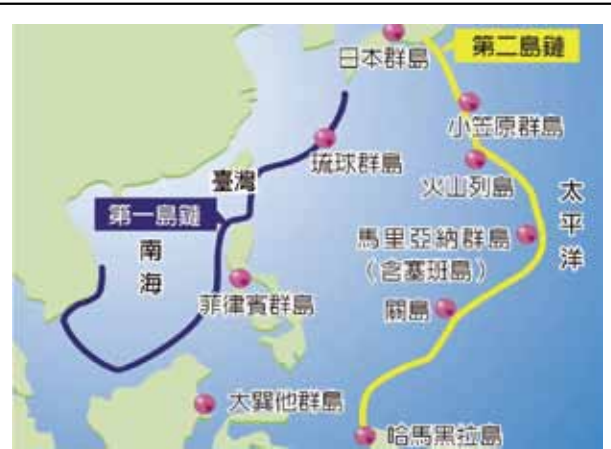 日本群島
第二島鏈
小笠原群島
琉球群島
臺灣
火山列島
太平洋
第一島鏈
南海
馬里亞納群島
（含塞班島）
菲律賓群島
關島
大巽他群島
哈馬黑拉島